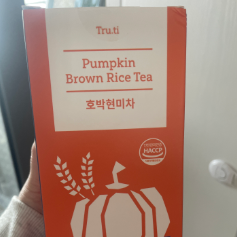 Tru.ti
Pumpkin
Brown Rice Tea
호박현미차
HACCP